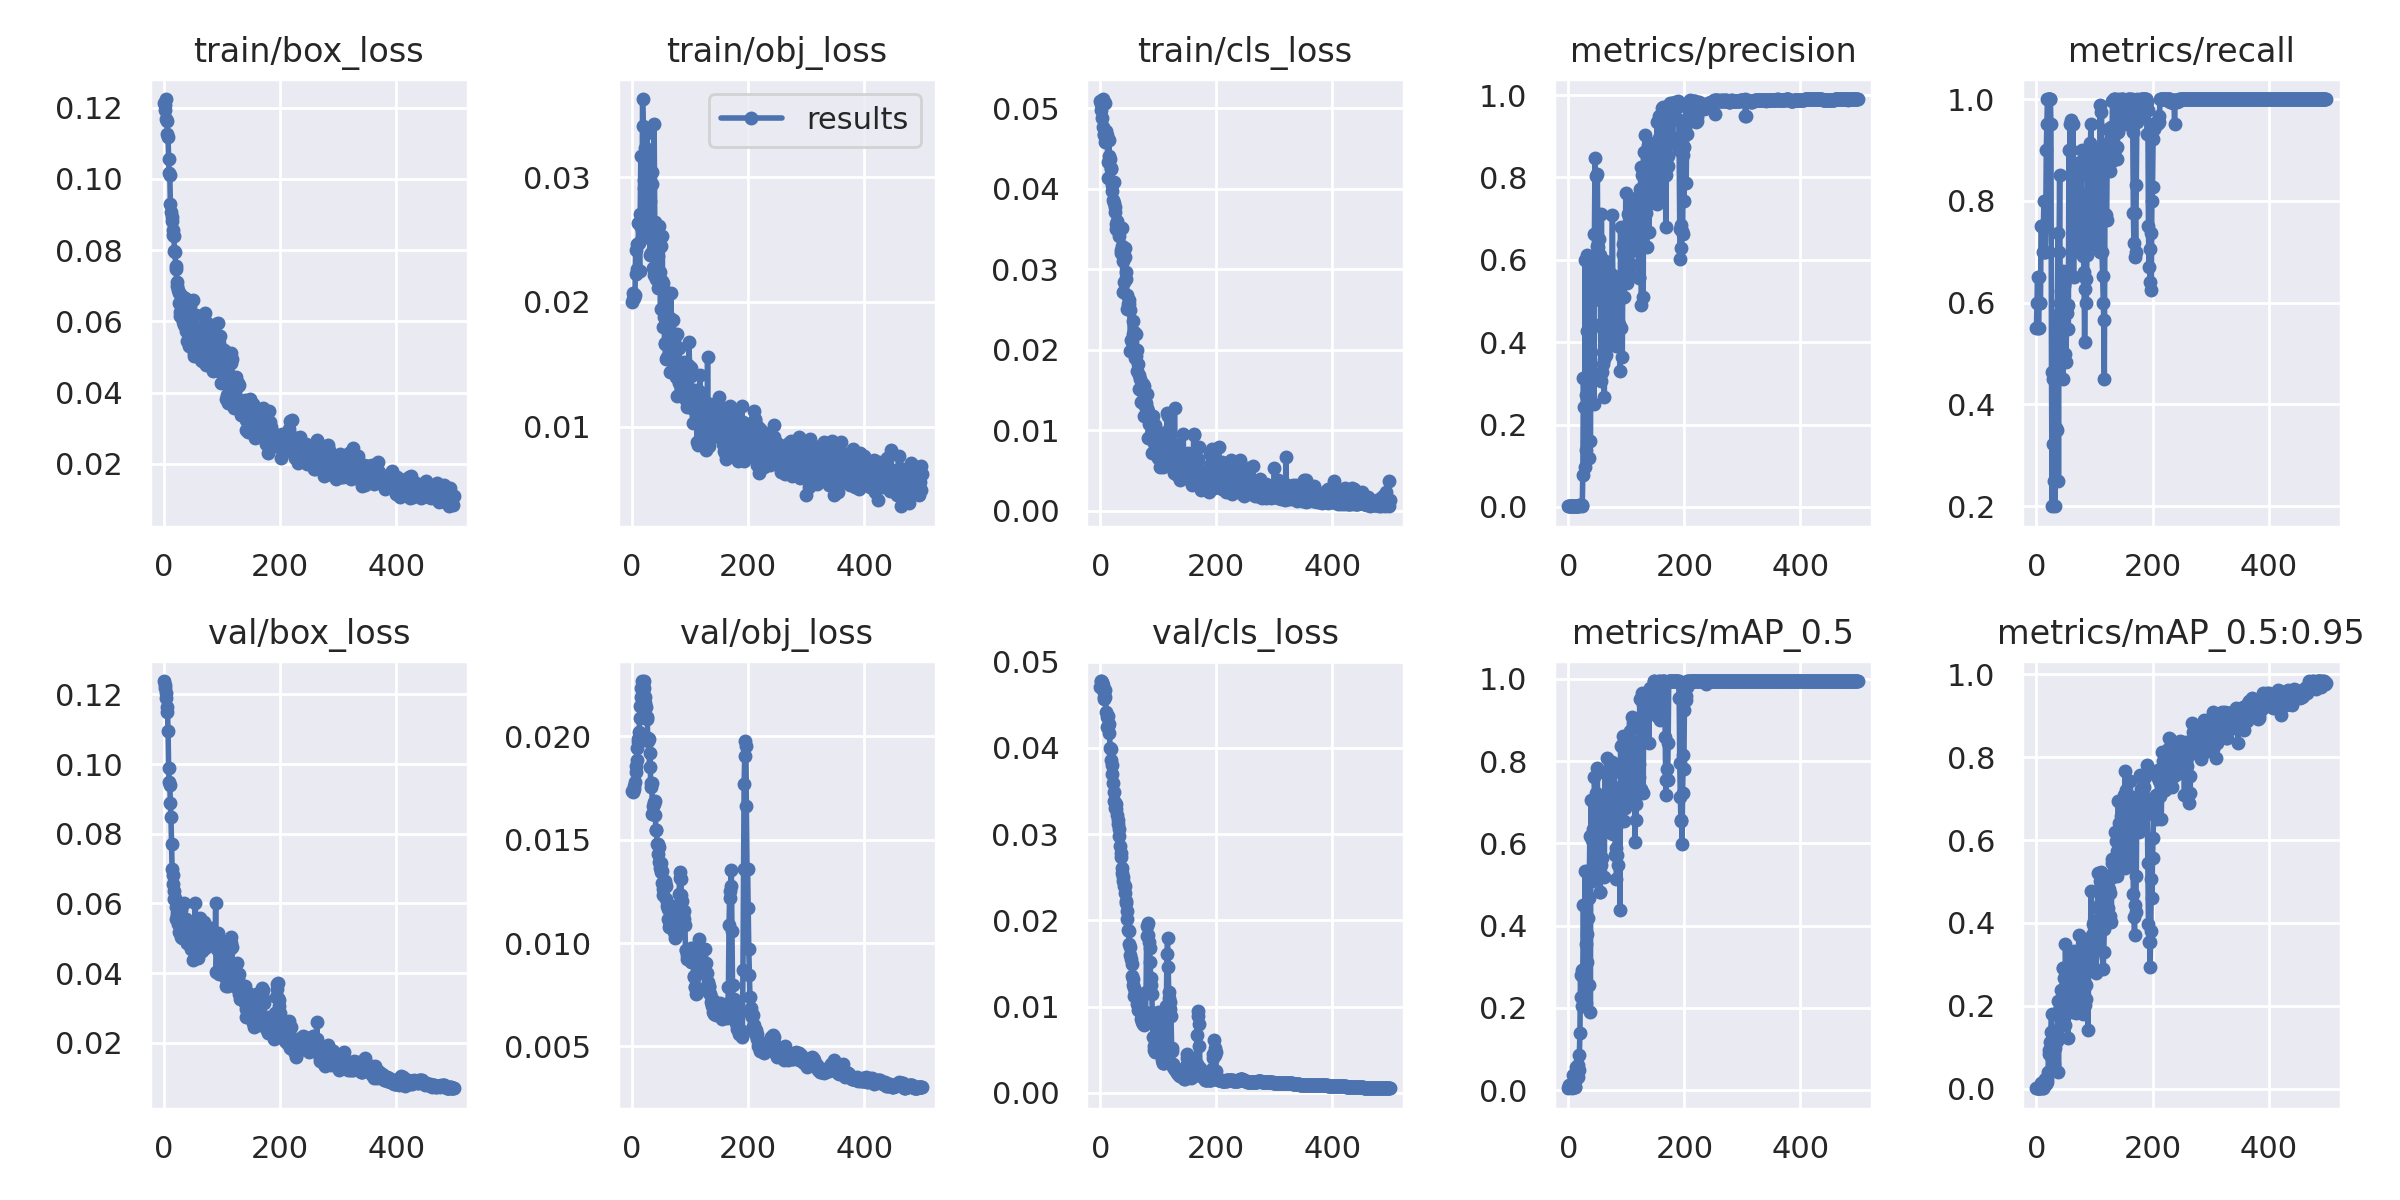 train/box_loss
0.12
0.10
0.08
0.06
0.04
0.02
0 200 400
train/obj_loss
results
0.03
0.02
0.01
0 200 400
train/cls_loss
0.05
0.04
0.03
0.02
0.01
0.00
0 200 400
metrics/precision
1.0
0.8
0.6
0.4
0.2
0.0
0 200 400
metrics/recall
1.0
0.8
0.6
0.4
0.2
0 200 400
val/box_loss
0.12
0.10
0.08
0.06
0.04
0.02
0 200 400
val/obj_loss
0.020
0.015
0.010
0.005
0 200 400
val/cls_loss
0.05
0.04
0.03
0.02
0.01
0.00
0 200 400
metrics/mAP_0.5
1.0
0.8
0.6
0.4
0.2
0.0
0 200 400
metrics/mAP_0.5:0.95
1.0
0.8
0.6
0.4
0.2
0.0
0 200 400